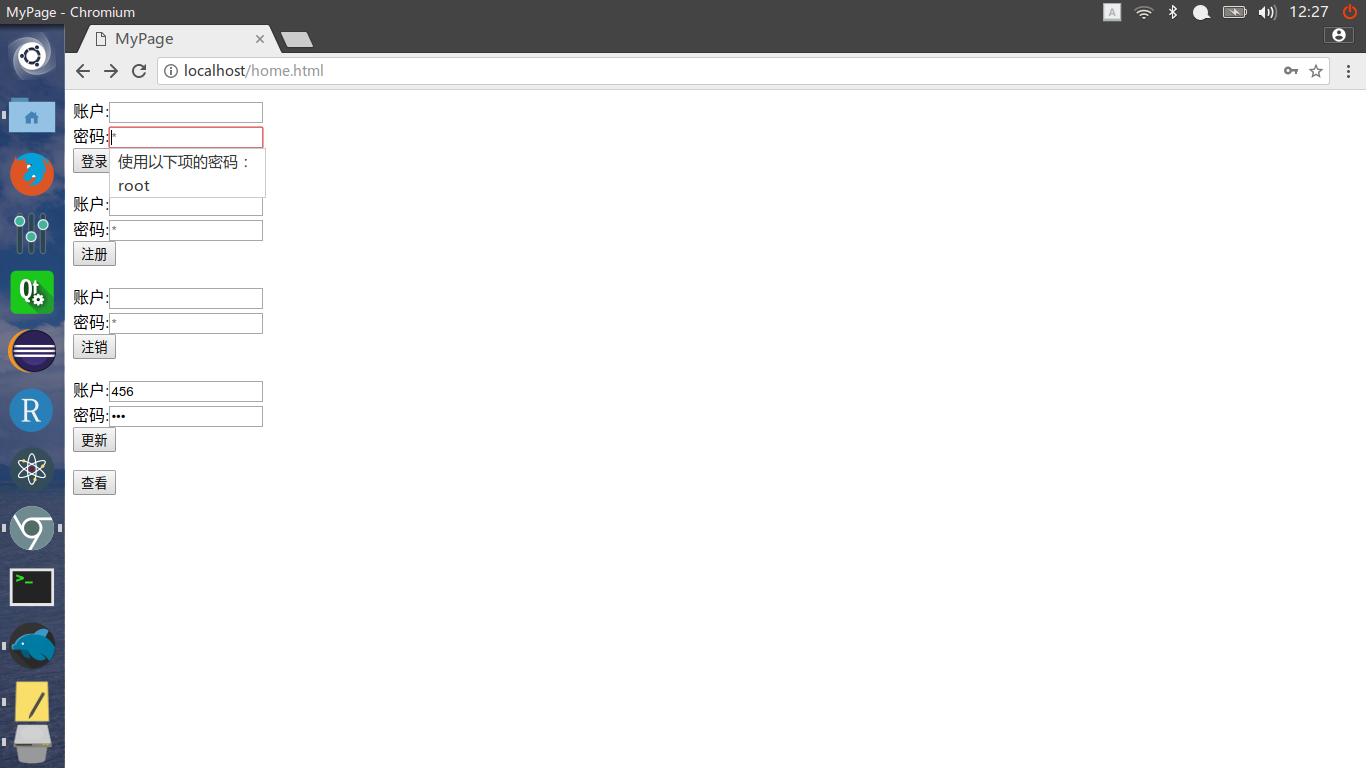 MyPage - Chromium
A
12:27
MyPage
localhost/home.html
账户:
密码:*
登录
使用以下项的密码：
root
账户:
密码:*
注册
账户:
密码:*
注销
账户:456
密码:•••
更新
查看
Qt
R
>_